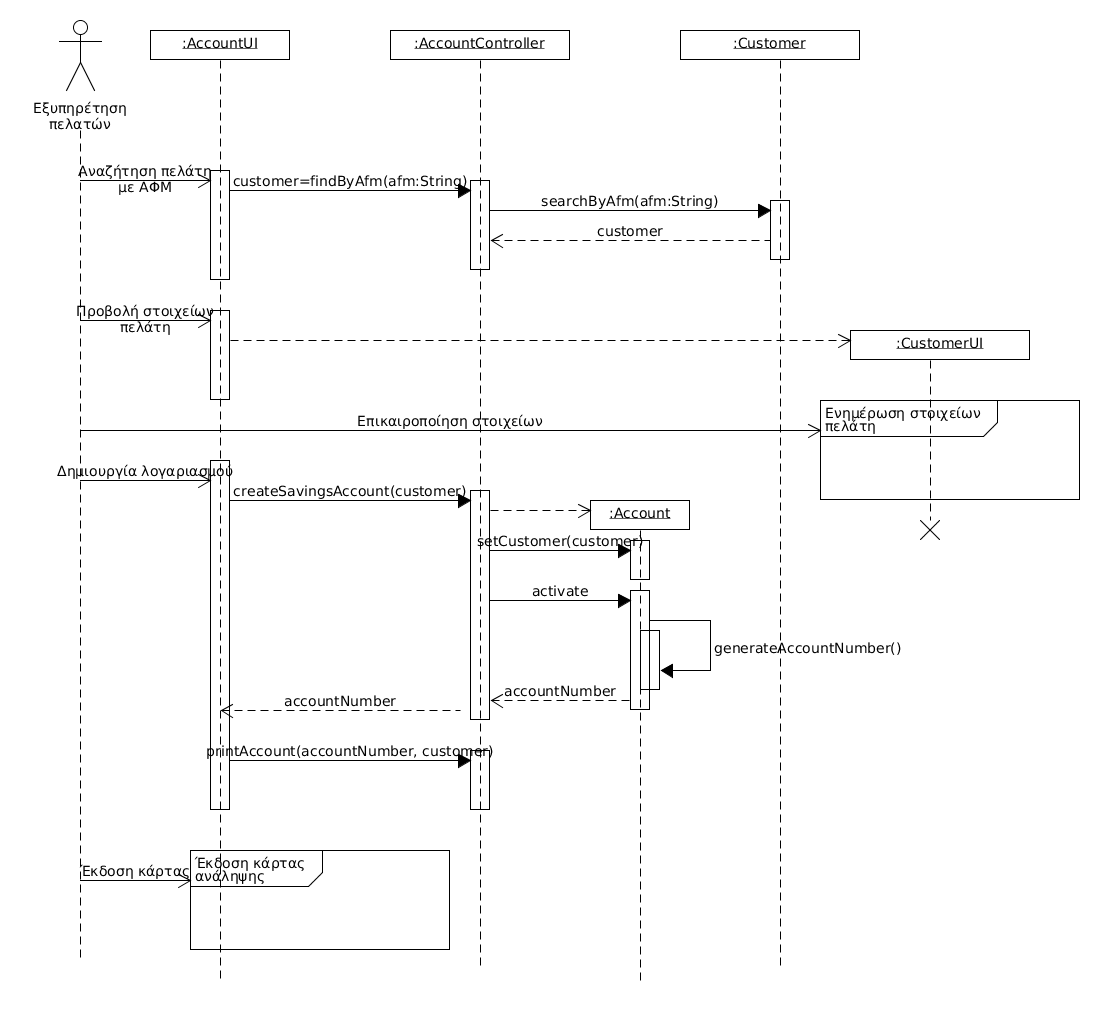 :AccountUI
:AccountController
:Customer
Εξυπηρέτηση
πελατών
Αναζήτηση πελάτη
με ΑΦΜ
customer=findByAfm(afm:String)
searchByAfm(afm:String)
customer
Προβολή στοιχείων
πελάτη
:CustomerUI
Επικαιροποίηση στοιχείων
Ενημέρωση στοιχείων
πελάτη
Δημιουργία λογαριασμού
createSavingsAccount(customer)
:Account
setCustomer(customer)
activate
generateAccountNumber()
accountNumber
accountNumber
printAccount(accountNumber, customer)
Έκδοση κάρτας
Έκδοση κάρτας
ανάληψης